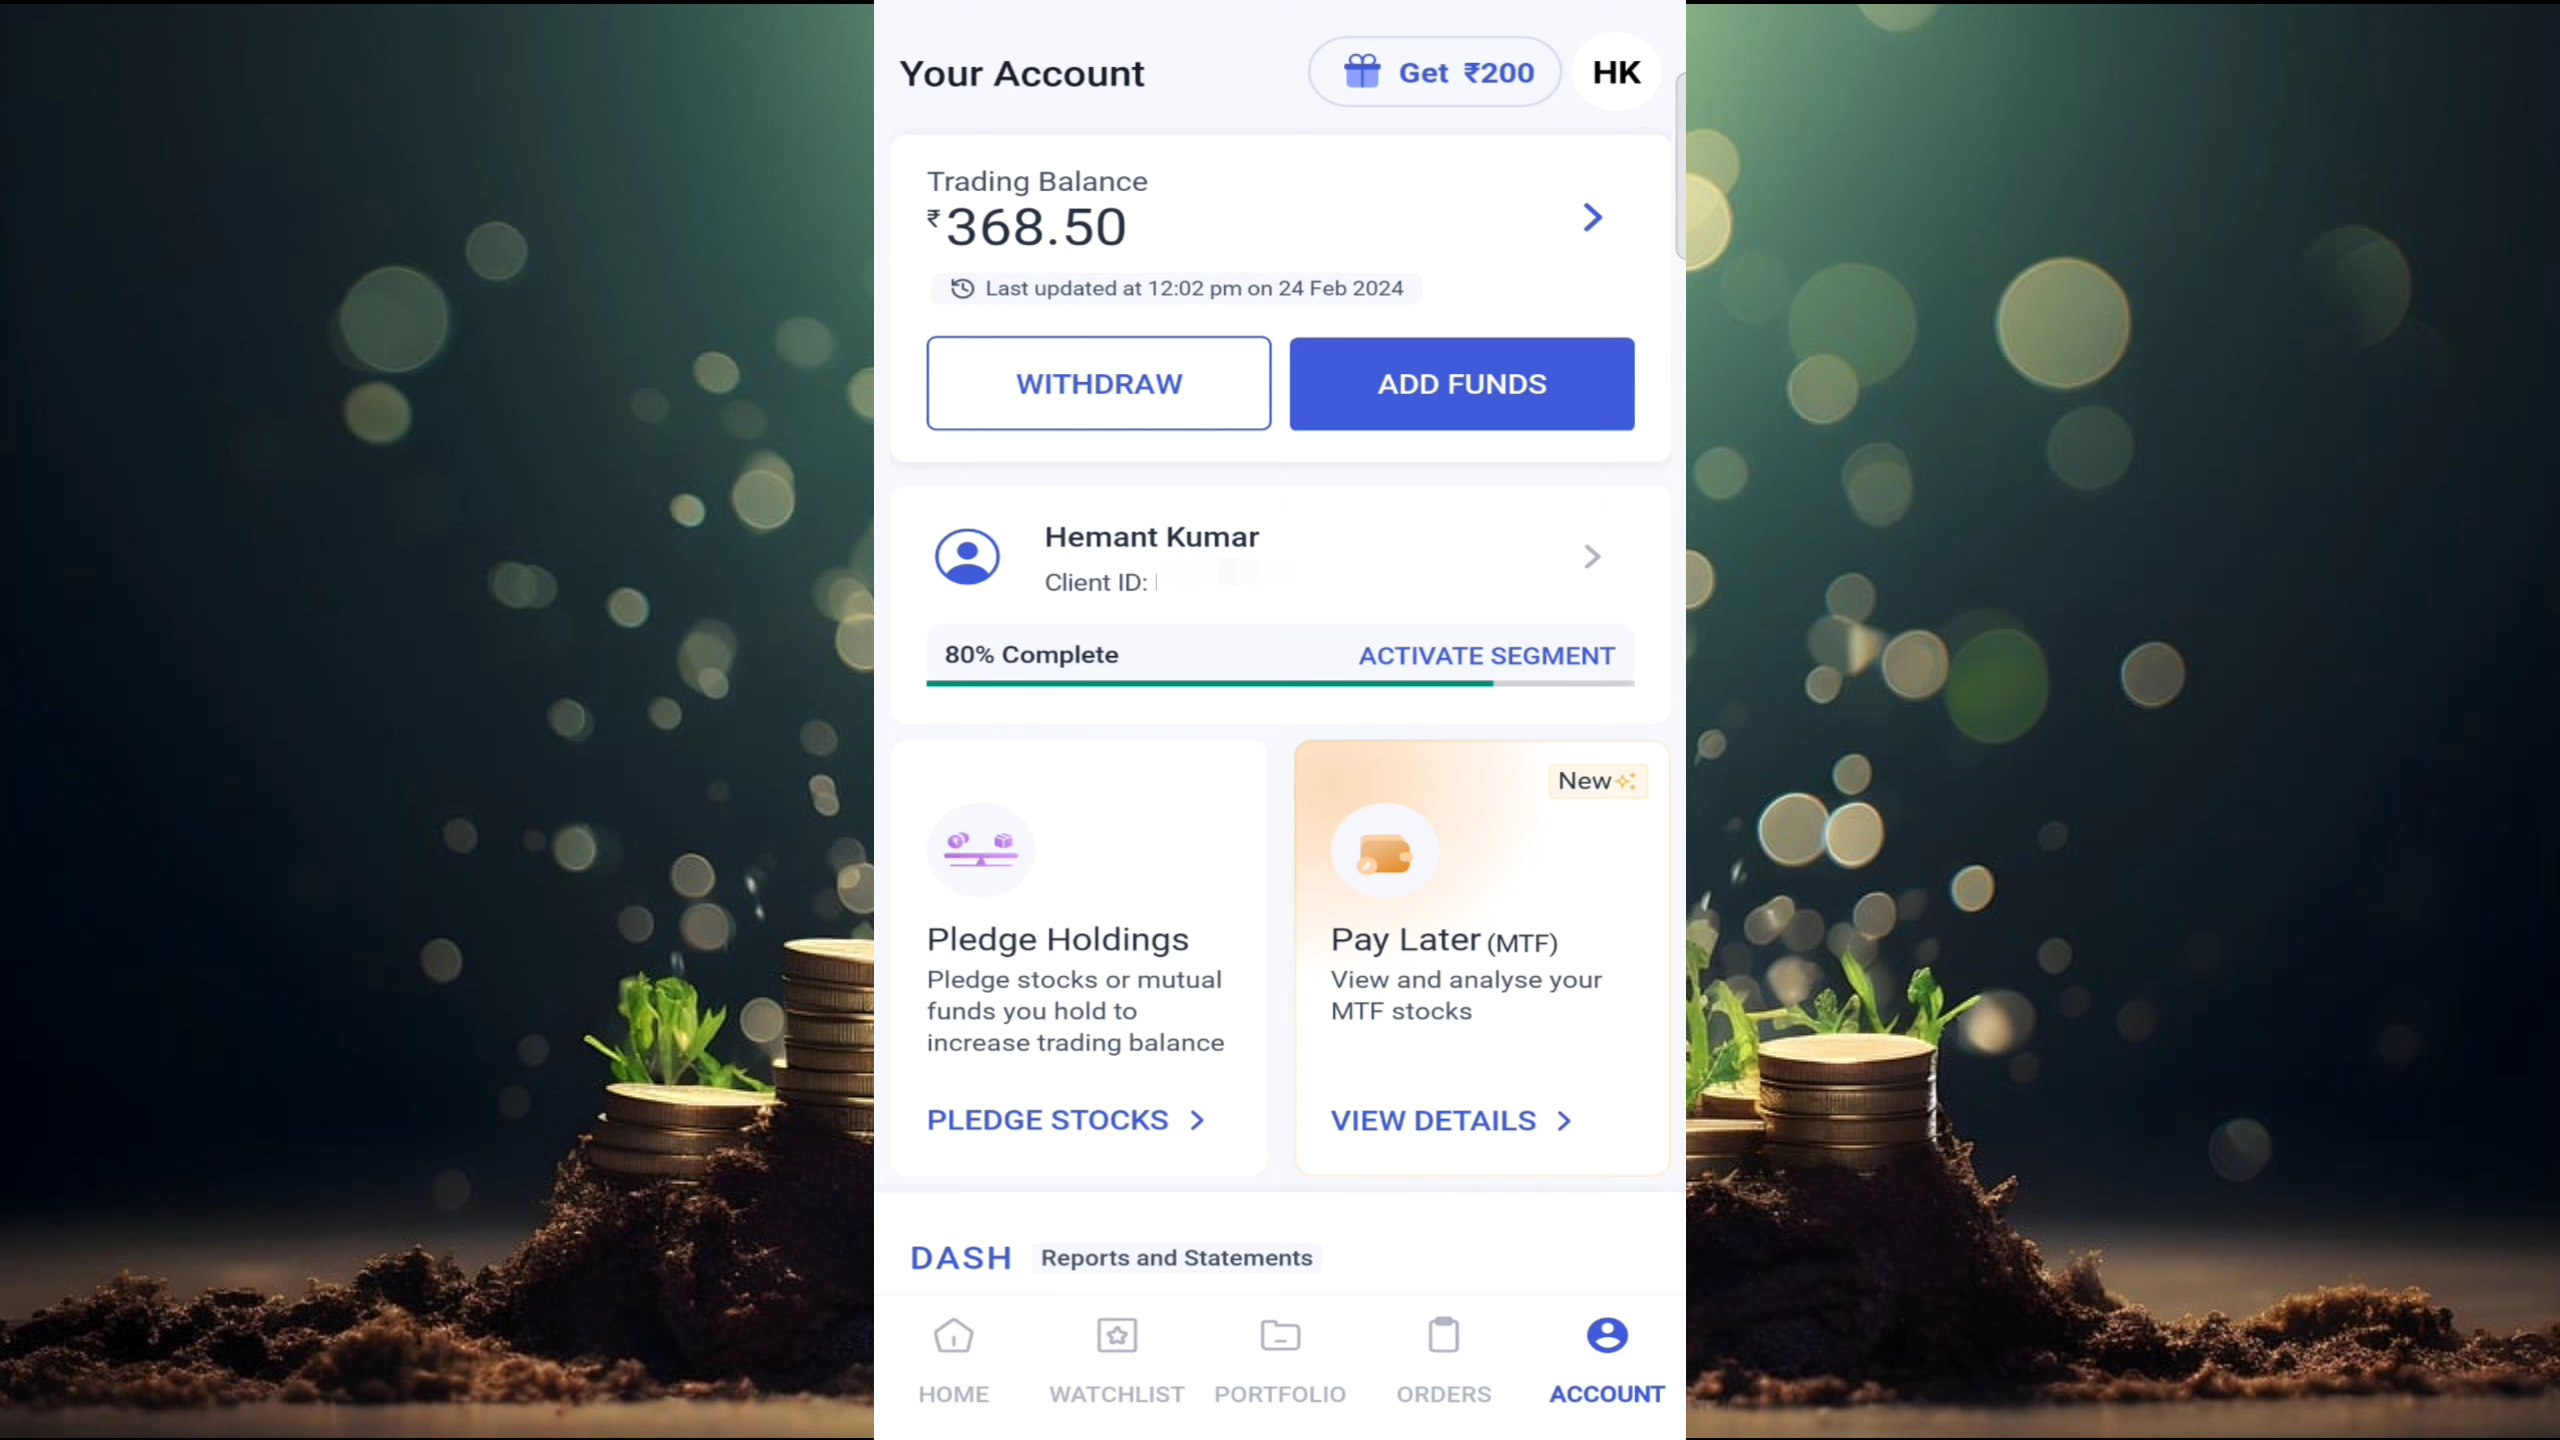 Your Account
Get ₹200
HK
Trading Balance
₹368.50
Last updated at 12:02 pm on 24 Feb 2024
WITHDRAW
ADD FUNDS
Hemant Kumar
Client ID:
80% Complete
ACTIVATE SEGMENT
Pledge Holdings
Pledge stocks or mutual
funds you hold to
increase trading balance
PLEDGE STOCKS
New
Pay Later (MTF)
View and analyse your
MTF stocks
VIEW DETAILS
DASH
Reports and Statements
HOME
WATCHLIST
PORTFOLIO
ORDERS
ACCOUNT